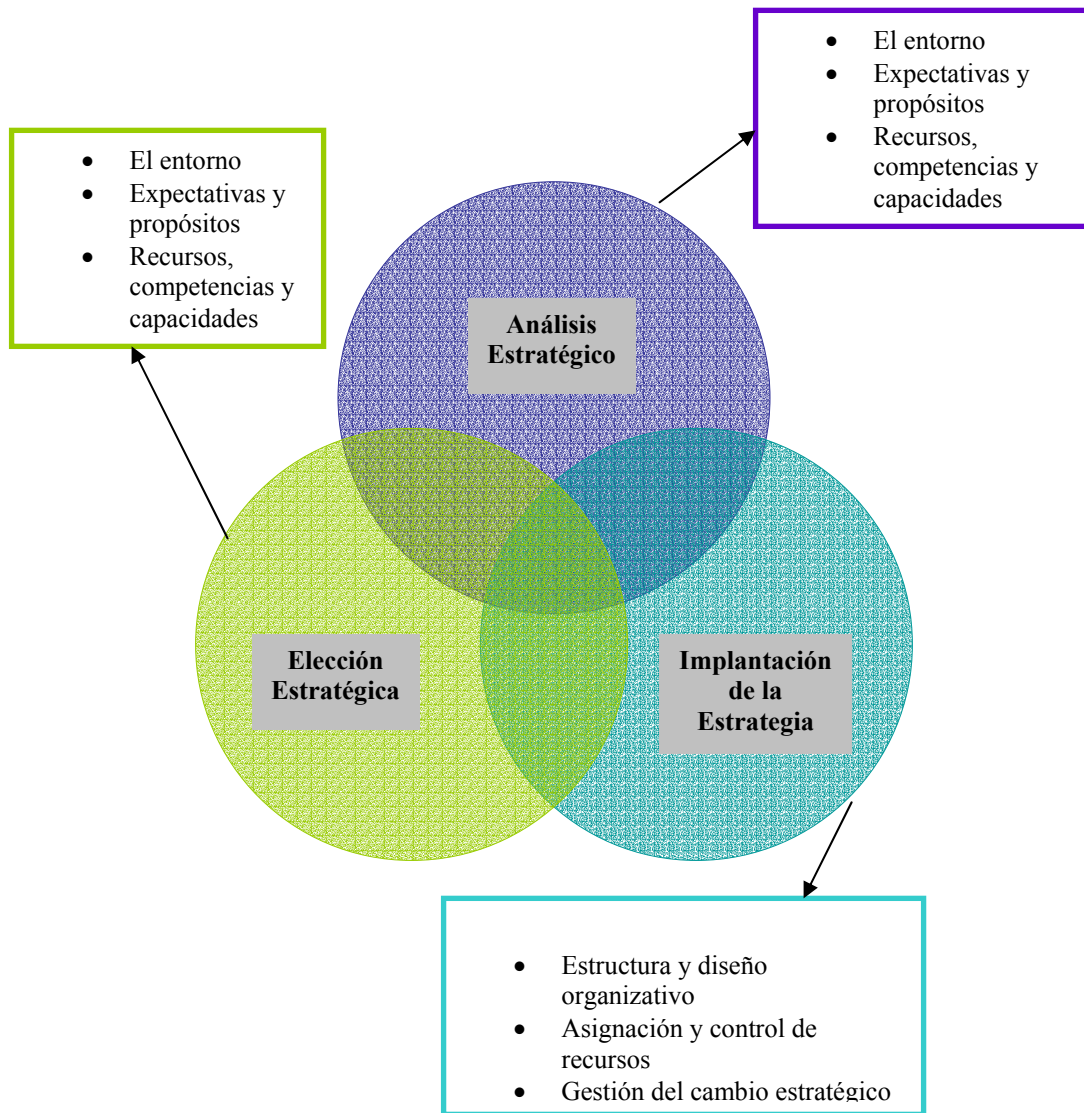 El entorno
Expectativas y
propósitos
Recursos,
competencias y
capacidades
El entorno
Expectativas y
propósitos
Recursos,
competencias y
capacidades
Análisis
Estratégico
Elección
Estratégica
Implantación
de la
Estrategia
Estructura y diseño
organizativo
Asignación y control de
recursos
Gestión del cambio estratégico